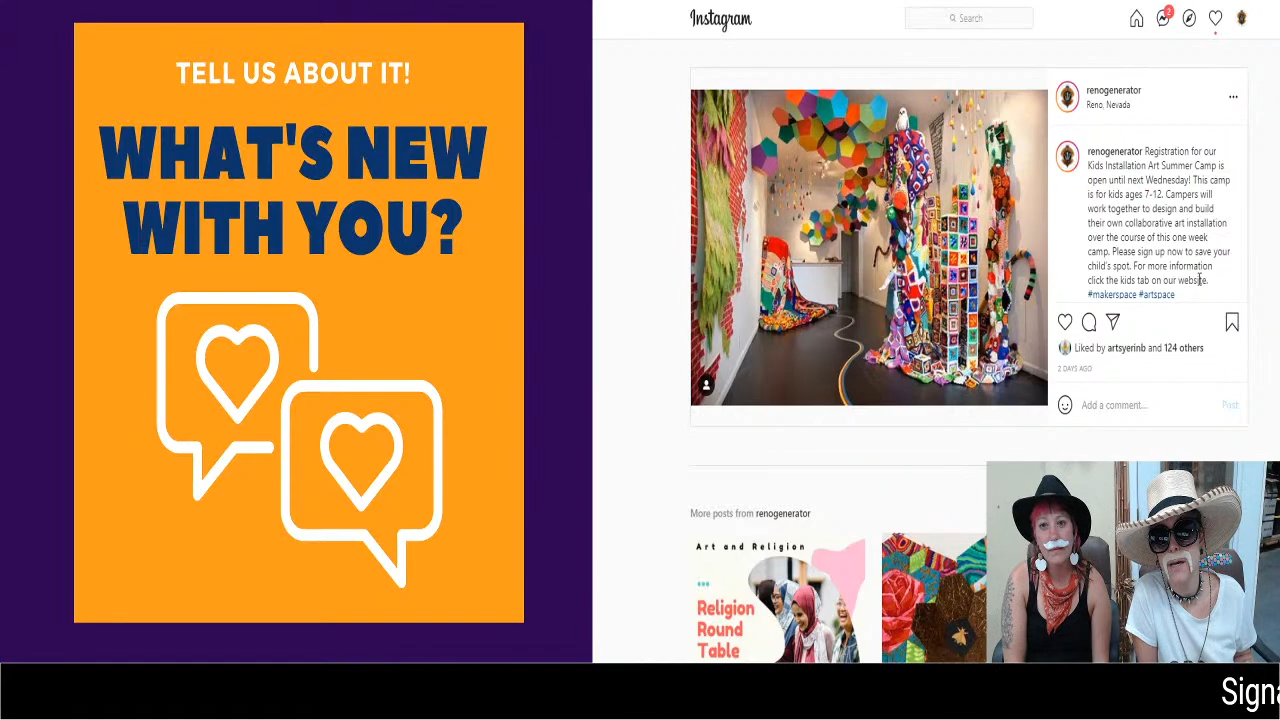 TELL US ABOUT IT!
WHAT'S NEW
WITH YOU?
Instagram
Search
2
renogenerator
Reno, Nevada
renogenerator Registration for our
Kids Installation Art Summer Camp is
open until next Wednesday! This camp
is for kids ages 7-12. Campers will
work together to design and build
their own collaborative art installation
over the course of this one week
camp. Please sign up now to save your
child's spot. For more information
click the kids tab on our website.
#makerspace #artspace
Liked by artsyerinb and 124 others
2 DAYS AGO
Add a comment...
Post
More posts from renogenerator
Art and Religion
Religion
Round
Table
Signa